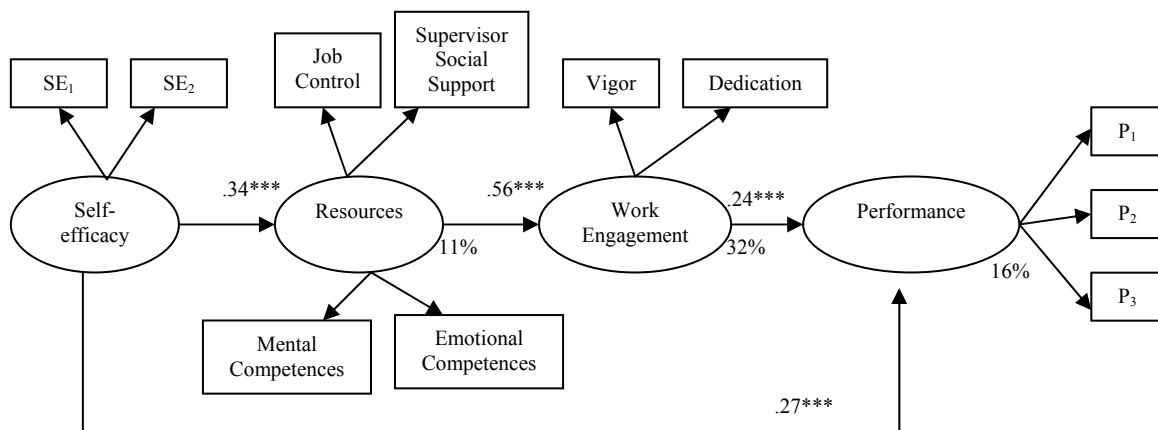 SE₁
SE₂
Job
Control
Supervisor
Social
Support
Vigor
Dedication
P₁
.34***
.56***
.24***
Self-
efficacy
Resources
Work
Engagement
Performance
P₂
11%
32%
16%
P₃
Mental
Competences
Emotional
Competences
.27***